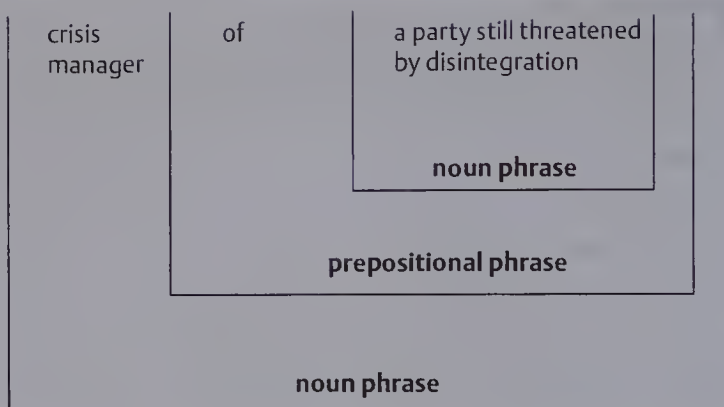 crisis of a party still threatened
manager by disintegration
noun phrase
prepositional phrase
noun phrase